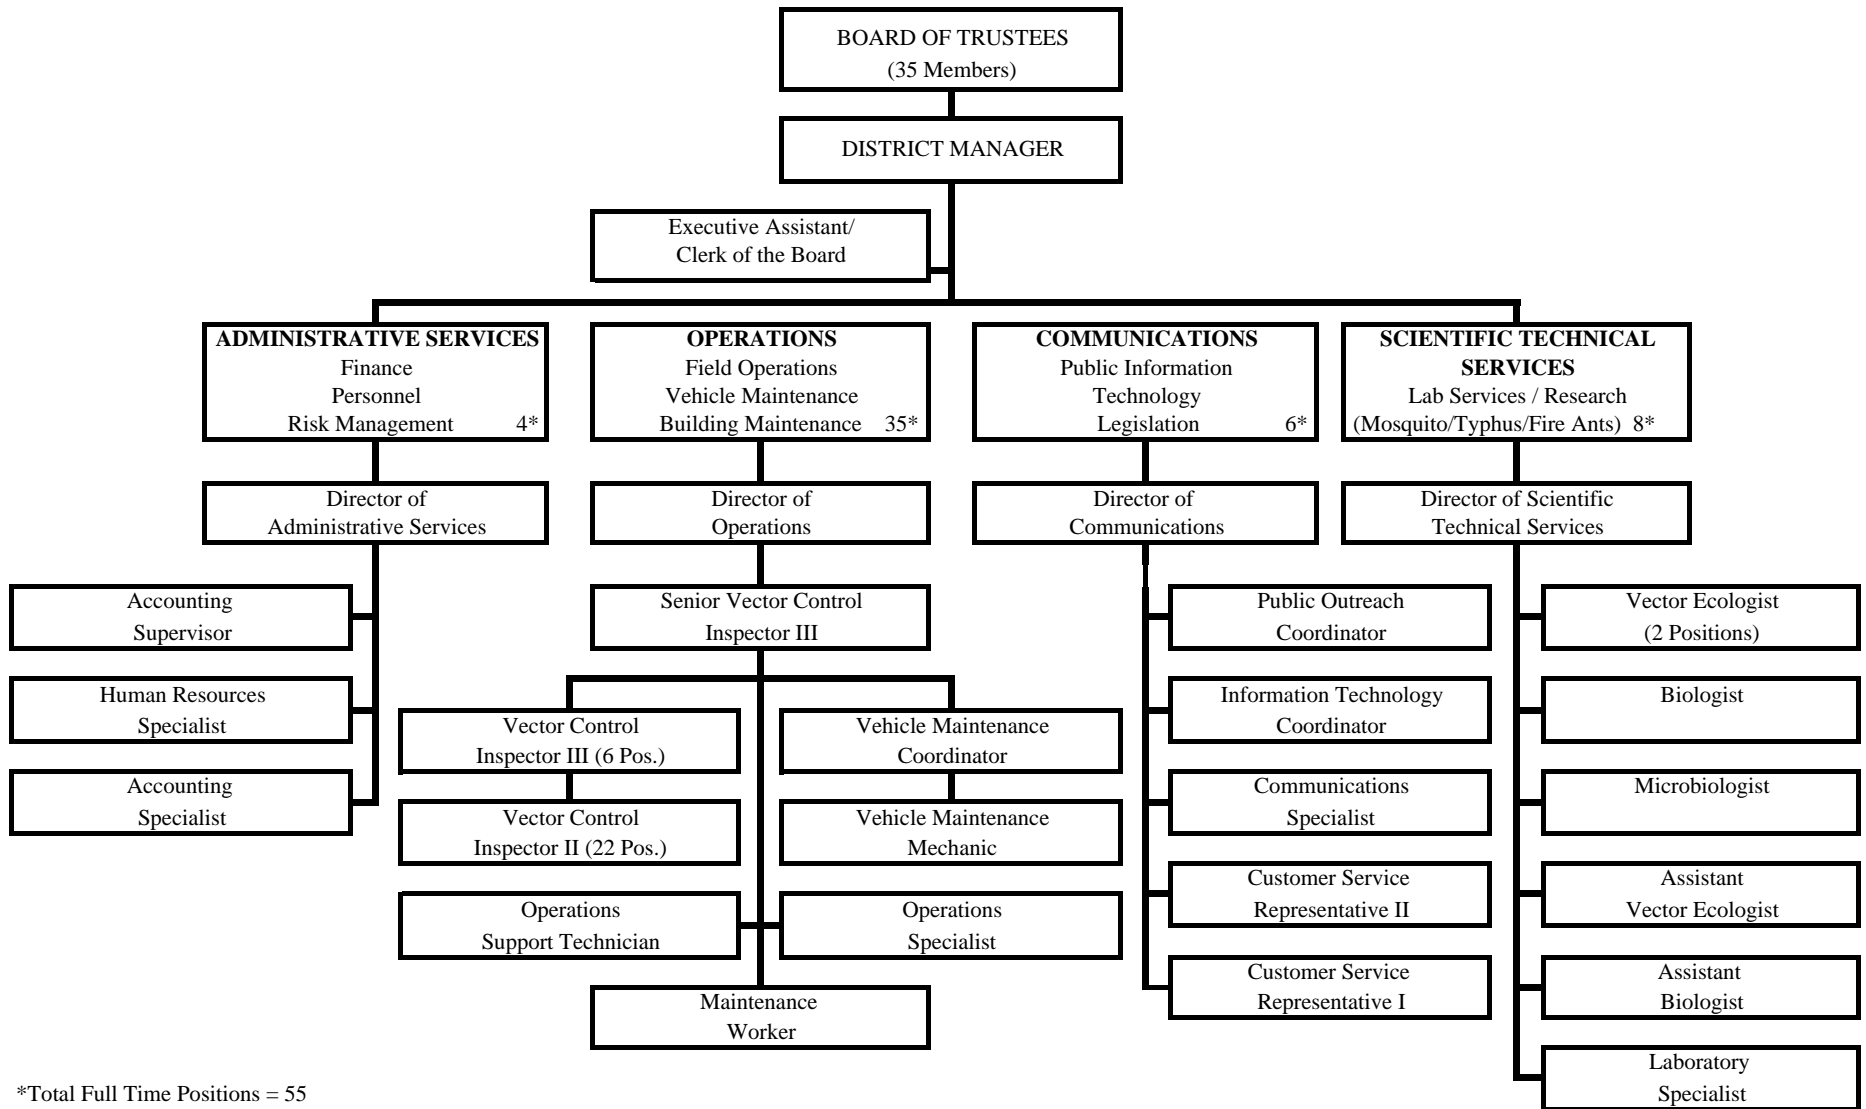 BOARD OF TRUSTEES
(35 Members)
DISTRICT MANAGER
Executive Assistant/
Clerk of the Board
ADMINISTRATIVE SERVICES
Finance
Personnel
Risk Management 4*
OPERATIONS
Field Operations
Vehicle Maintenance
Building Maintenance 35*
COMMUNICATIONS
Public Information
Technology
Legislation 6*
SCIENTIFIC TECHNICAL
SERVICES
Lab Services / Research
(Mosquito/Typhus/Fire Ants) 8*
Director of
Administrative Services
Director of
Operations
Director of
Communications
Director of Scientific
Technical Services
Accounting
Supervisor
Human Resources
Specialist
Accounting
Specialist
Senior Vector Control
Inspector III
Vector Control
Inspector III (6 Pos.)
Vehicle Maintenance
Coordinator
Vector Control
Inspector II (22 Pos.)
Vehicle Maintenance
Mechanic
Operations
Support Technician
Operations
Specialist
Maintenance
Worker
Public Outreach
Coordinator
Information Technology
Coordinator
Communications
Specialist
Customer Service
Representative II
Customer Service
Representative I
Vector Ecologist
(2 Positions)
Biologist
Microbiologist
Assistant
Vector Ecologist
Assistant
Biologist
Laboratory
Specialist
*Total Full Time Positions = 55